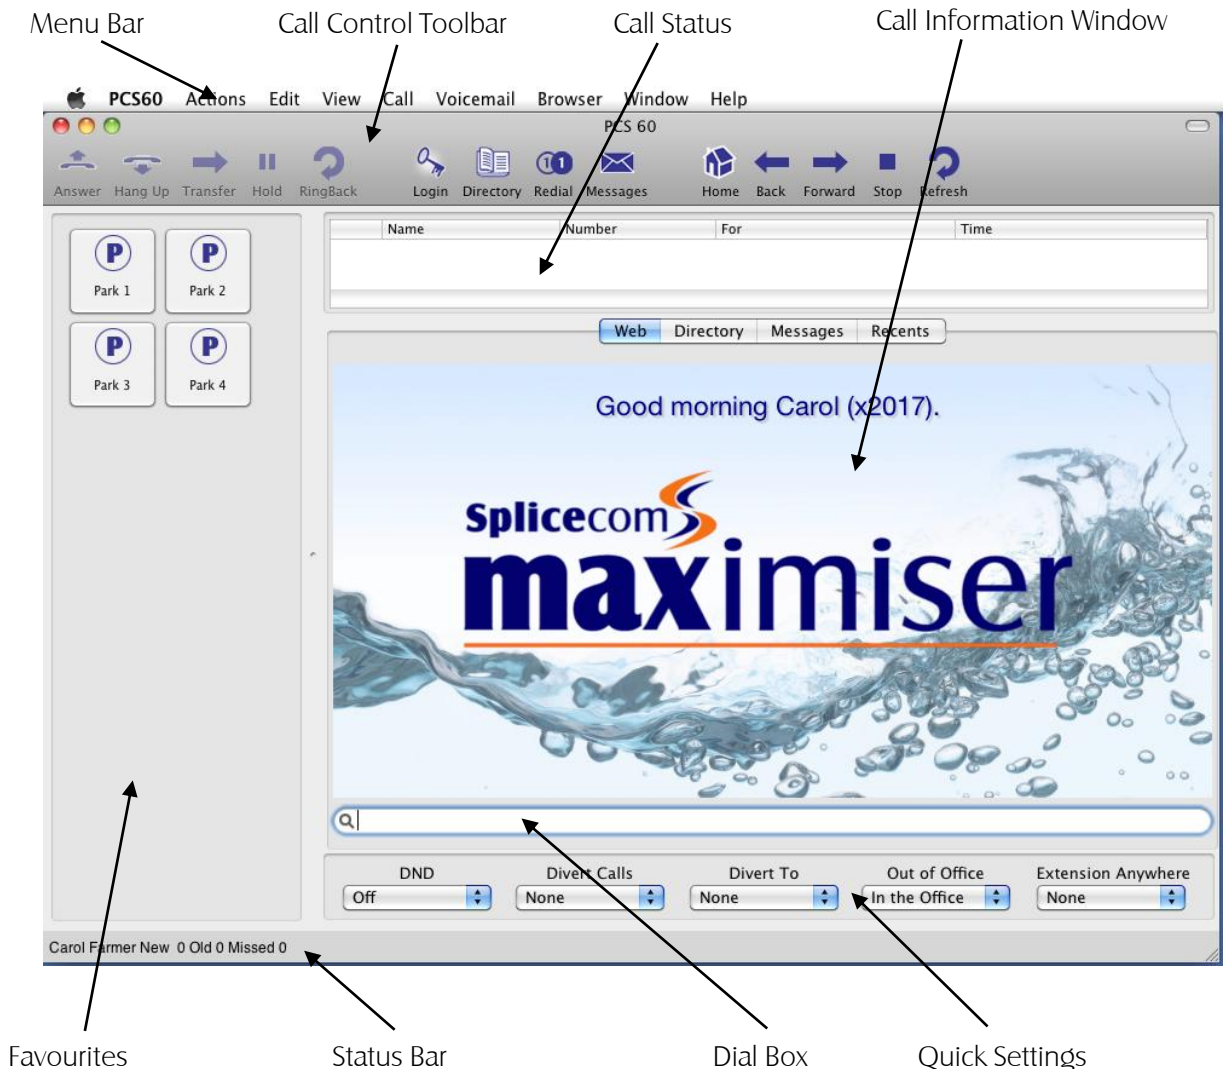 Menu Bar Call Control Toolbar Call Status Call Information Window
PCS60 Actions Edit View Call Voicemail Browser Window Help
PCS 60
Answer Hang Up Transfer Hold RingBack Login Directory Redial Messages Home Back Forward Stop Refresh
Name Number For Time
P P
Park 1 Park 2
Web Directory Messages Recents
P P
Park 3 Park 4
Good morning Carol (x2017).
Splicecom
maximiser
DND Divert Calls Divert To Out of Office Extension Anywhere
Off None None In the Office None
Carol Farmer New 0 Old 0 Missed 0
Favourites Status Bar Dial Box Quick Settings